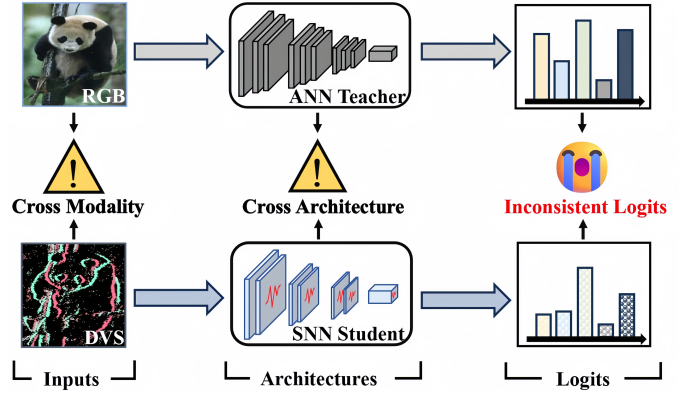 RGB
ANN Teacher
Cross Modality
Cross Architecture
Inconsistent Logits
DVS
SNN Student
Inputs
Architectures
Logits